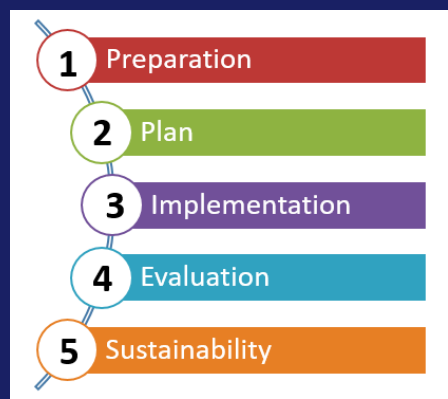 1 Preparation
2 Plan
3 Implementation
4 Evaluation
5 Sustainability